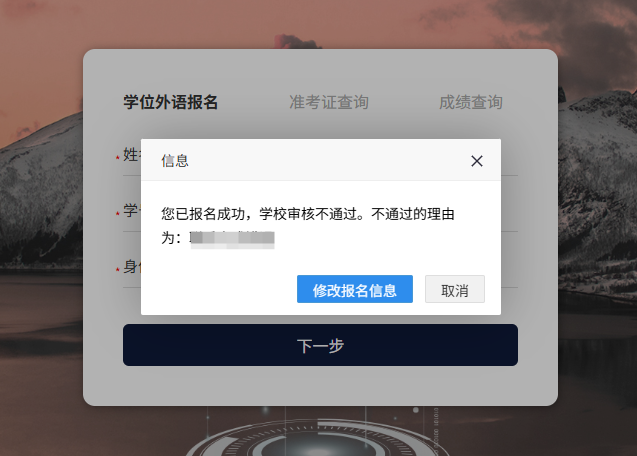 学位外语报名 准考证查询 成绩查询
信息
您已报名成功，学校审核不通过。不通过的理由
为：
修改报名信息 取消
下一步